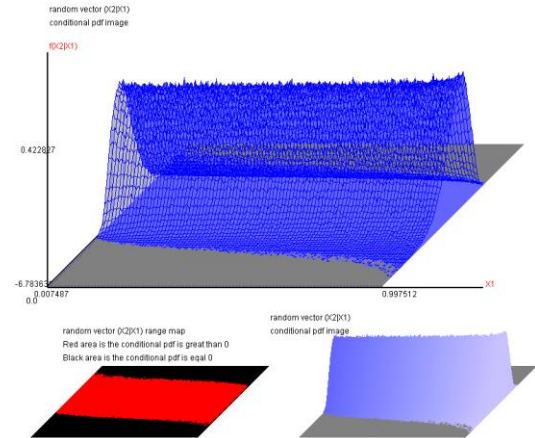 random vector (X2|X1)
conditional pdf image
f(X2|X1)
0.422827
-6.78363
0.007487
0.0
0.997512
X1
random vector (X2|X1)
conditional pdf image
random vector (X2|X1) range map
Red area is the conditional pdf is great than 0
Black area is the conditional pdf is eqal 0